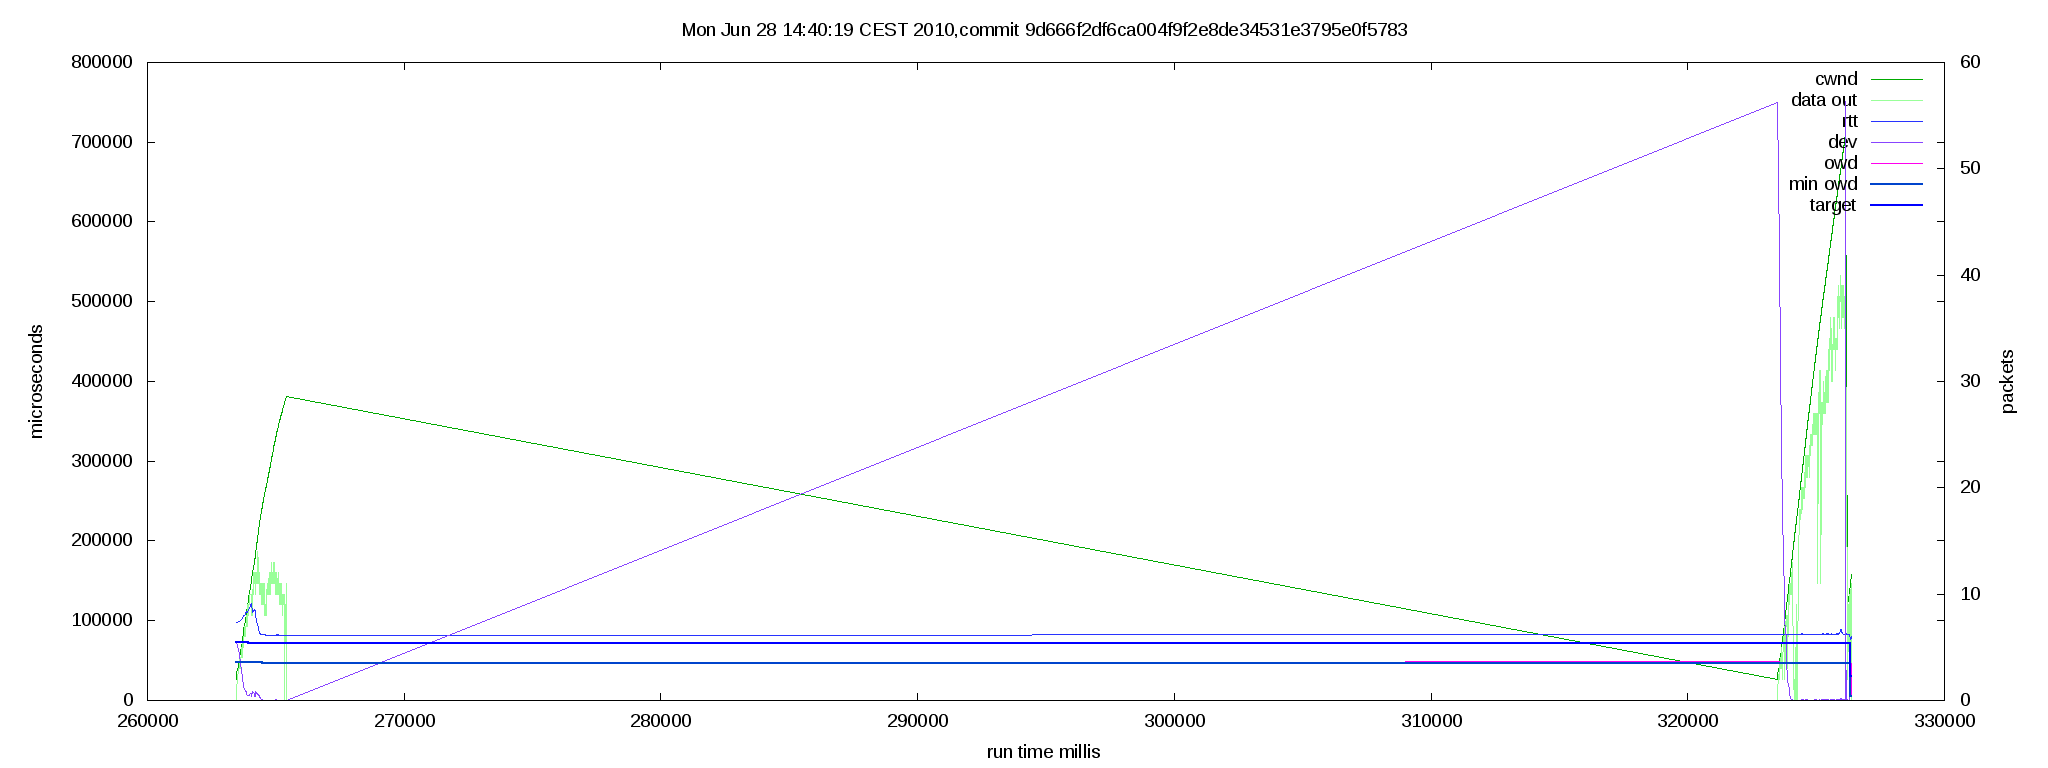 Mon Jun 28 14:40:19 CEST 2010,commit 9d666f2df6ca004f9f2e8de34531e3795e0f5783
800000
700000
600000
500000
400000
300000
200000
100000
0
microseconds
60
50
40
30
20
10
0
packets
cwnd
data out
rtt
dev
owd
min owd
target
260000 270000 280000 290000 300000 310000 320000 330000
run time millis